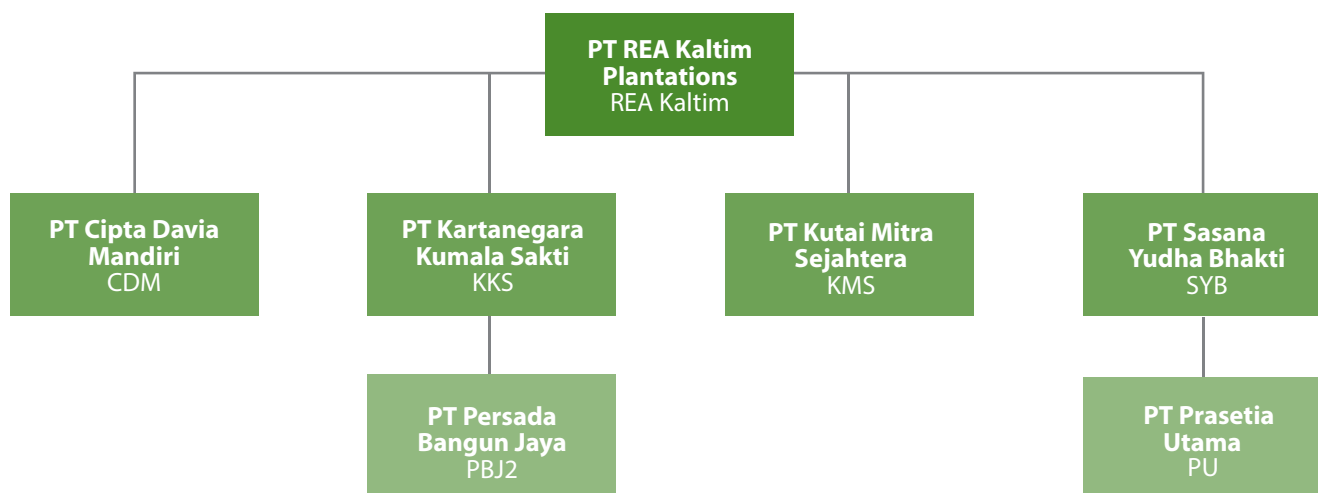 PT REA Kaltim
Plantations
REA Kaltim
PT Cipta Davia
Mandiri
CDM
PT Kartanegara
Kumala Sakti
KKS
PT Kutai Mitra
Sejahtera
KMS
PT Sasana
Yudha Bhakti
SYB
PT Persada
Bangun Jaya
PBJ2
PT Prasetia
Utama
PU